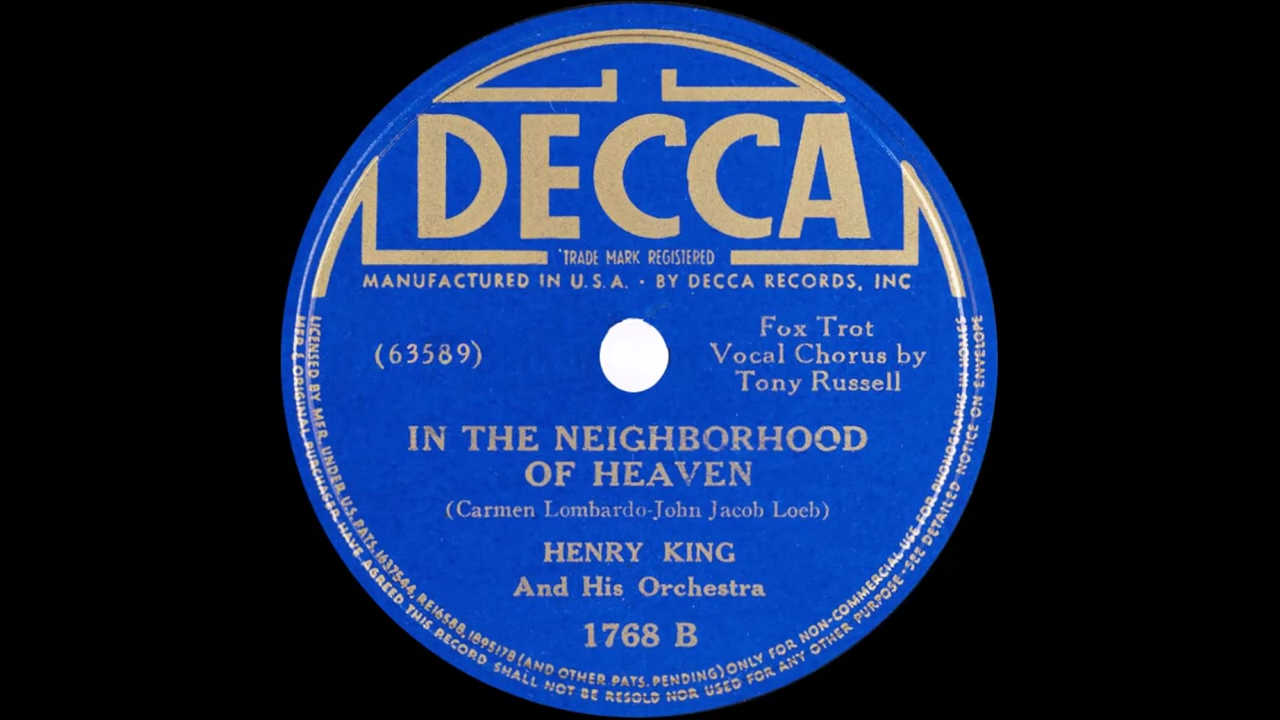 DECCA
"TRADE MARK REGISTERED"
MANUFACTURED IN U.S.A. · BY DECCA RECORDS, INC
(63589)
Fox Trot
Vocal Chorus by
Tony Russell
IN THE NEIGHBORHOOD
OF HEAVEN
(Carmen Lombardo-John Jacob Loeb)
HENRY KING
And His Orchestra
1768 B
LICENSED BY MFR. UNDER U.S. PATS. 1637544, RE16588, 1895178 (AND OTHER PATS. PENDING) ONLY FOR NON-COMMERCIAL USE FOR PHONOGRAPHS IN HOMES
MFR. & ORIGINAL PURCHASER HAVE AGREED THIS RECORD SHALL NOT BE RESOLD NOR USED FOR ANY OTHER PURPOSE · SEE DETAILED NOTICE ON ENVELOPE